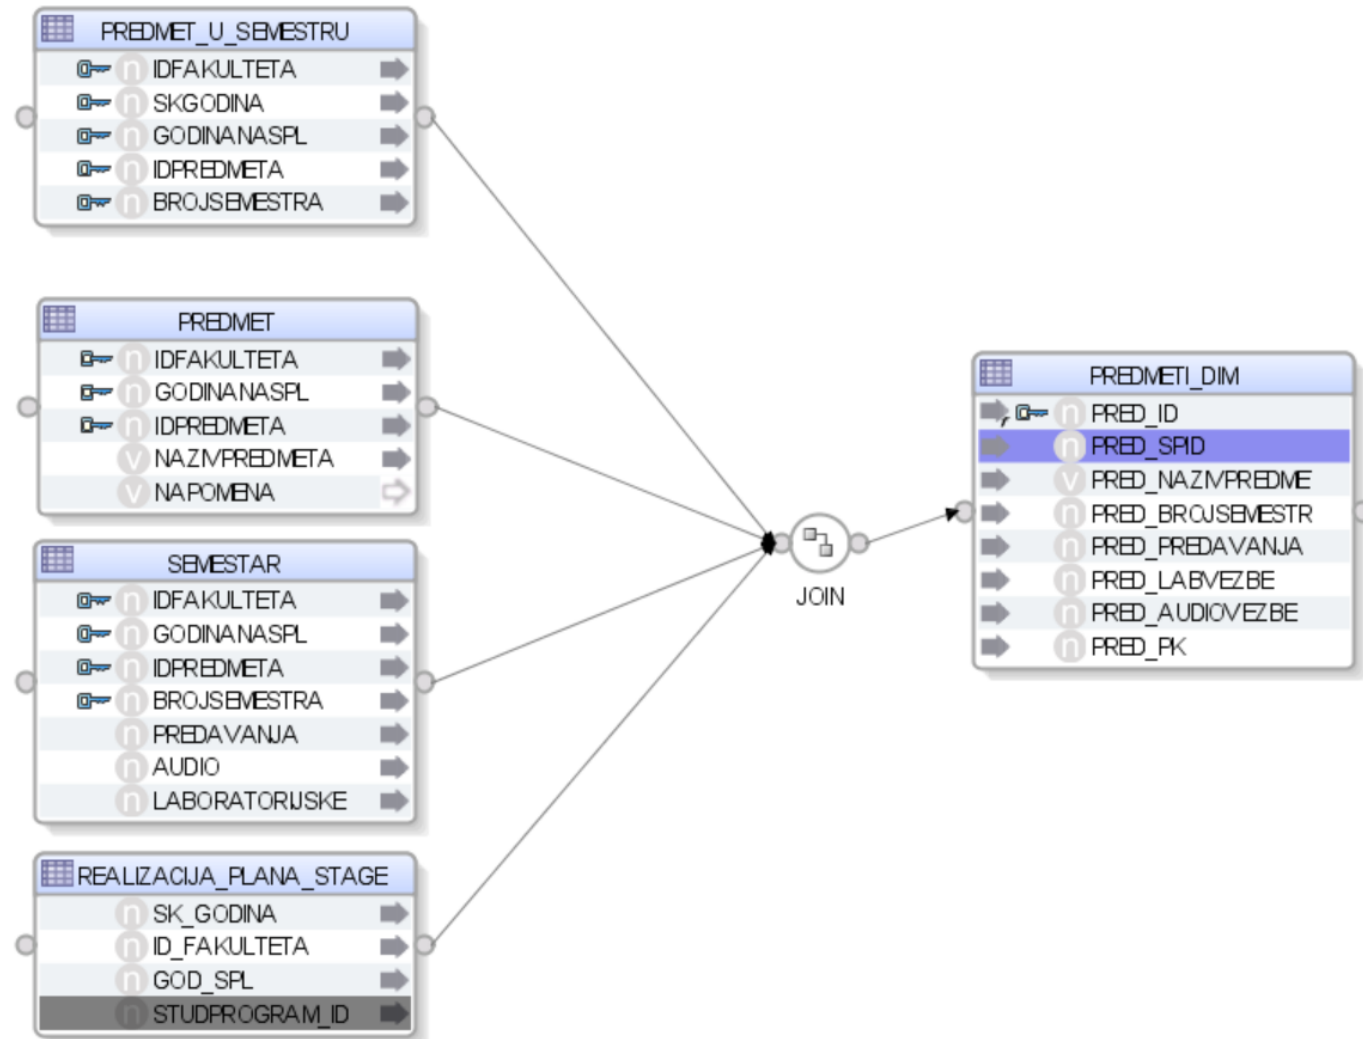 PREDMET_U_SEMESTRU
n IDFAKULTETA
n SKGODINA
n GODINANASPL
n IDPREDMETA
n BROJSEMESTRA
PREDMET
n IDFAKULTETA
n GODINANASPL
n IDPREDMETA
v NAZIVPREDMETA
v NAPOMENA
SEMESTAR
n IDFAKULTETA
n GODINANASPL
n IDPREDMETA
n BROJSEMESTRA
n PREDAVANJA
n AUDIO
n LABORATORIJSKE
REALIZACIJA_PLANA_STAGE
n SK_GODINA
n ID_FAKULTETA
n GOD_SPL
n STUDPROGRAM_ID
JOIN
PREDMETI_DIM
n PRED_ID
n PRED_SPID
v PRED_NAZIVPREDME
n PRED_BROJSEMESTR
n PRED_PREDAVANJA
n PRED_LABVEZBE
n PRED_AUDIOVEZBE
n PRED_PK